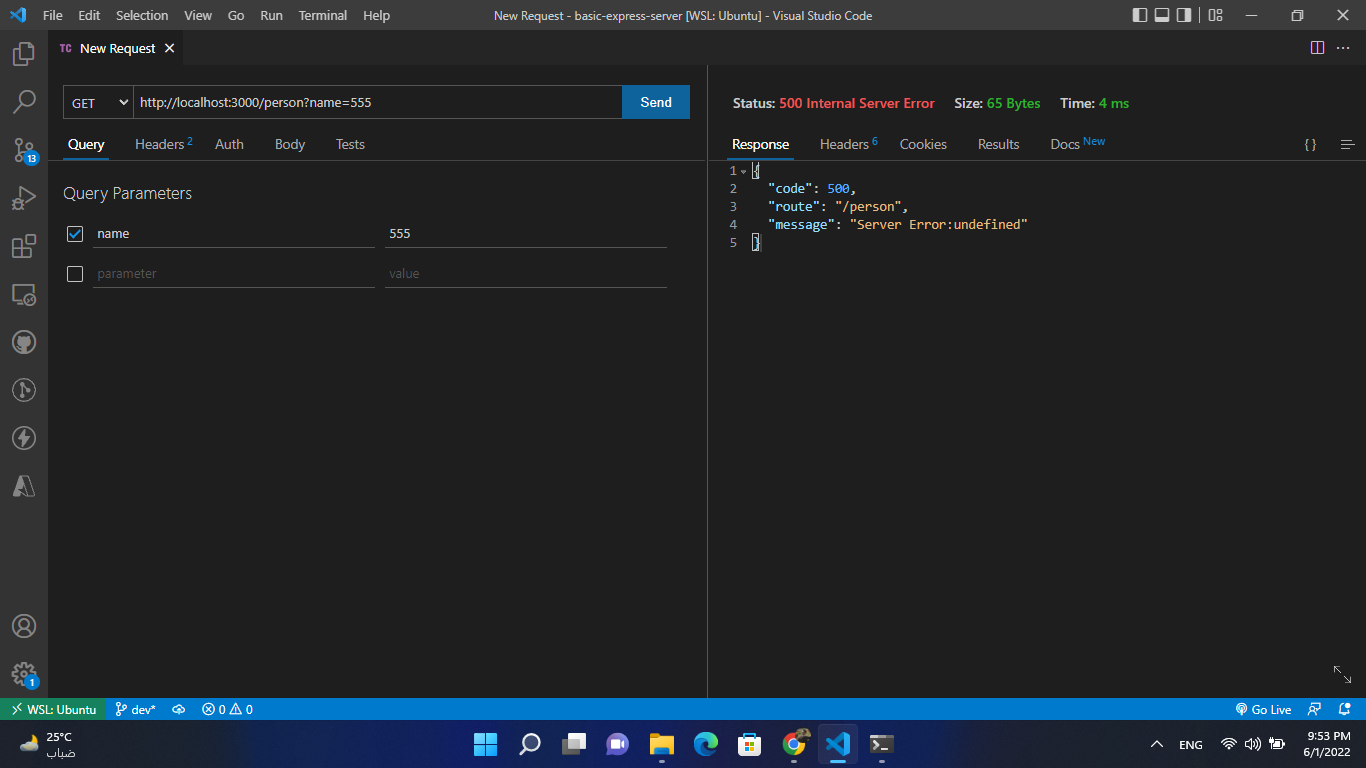 File Edit Selection View Go Run Terminal Help New Request - basic-express-server [WSL: Ubuntu] - Visual Studio Code
TC New Request
GET http://localhost:3000/person?name=555 Send
Query Headers 2 Auth Body Tests
Query Parameters
name 555
parameter value
Status: 500 Internal Server Error Size: 65 Bytes Time: 4 ms
Response Headers 6 Cookies Results Docs New { }
1 {
2 "code": 500,
3 "route": "/person",
4 "message": "Server Error:undefined"
5 }
13
1
WSL: Ubuntu dev* 0 0 Go Live
25°C
ضباب
ENG
9:53 PM
6/1/2022